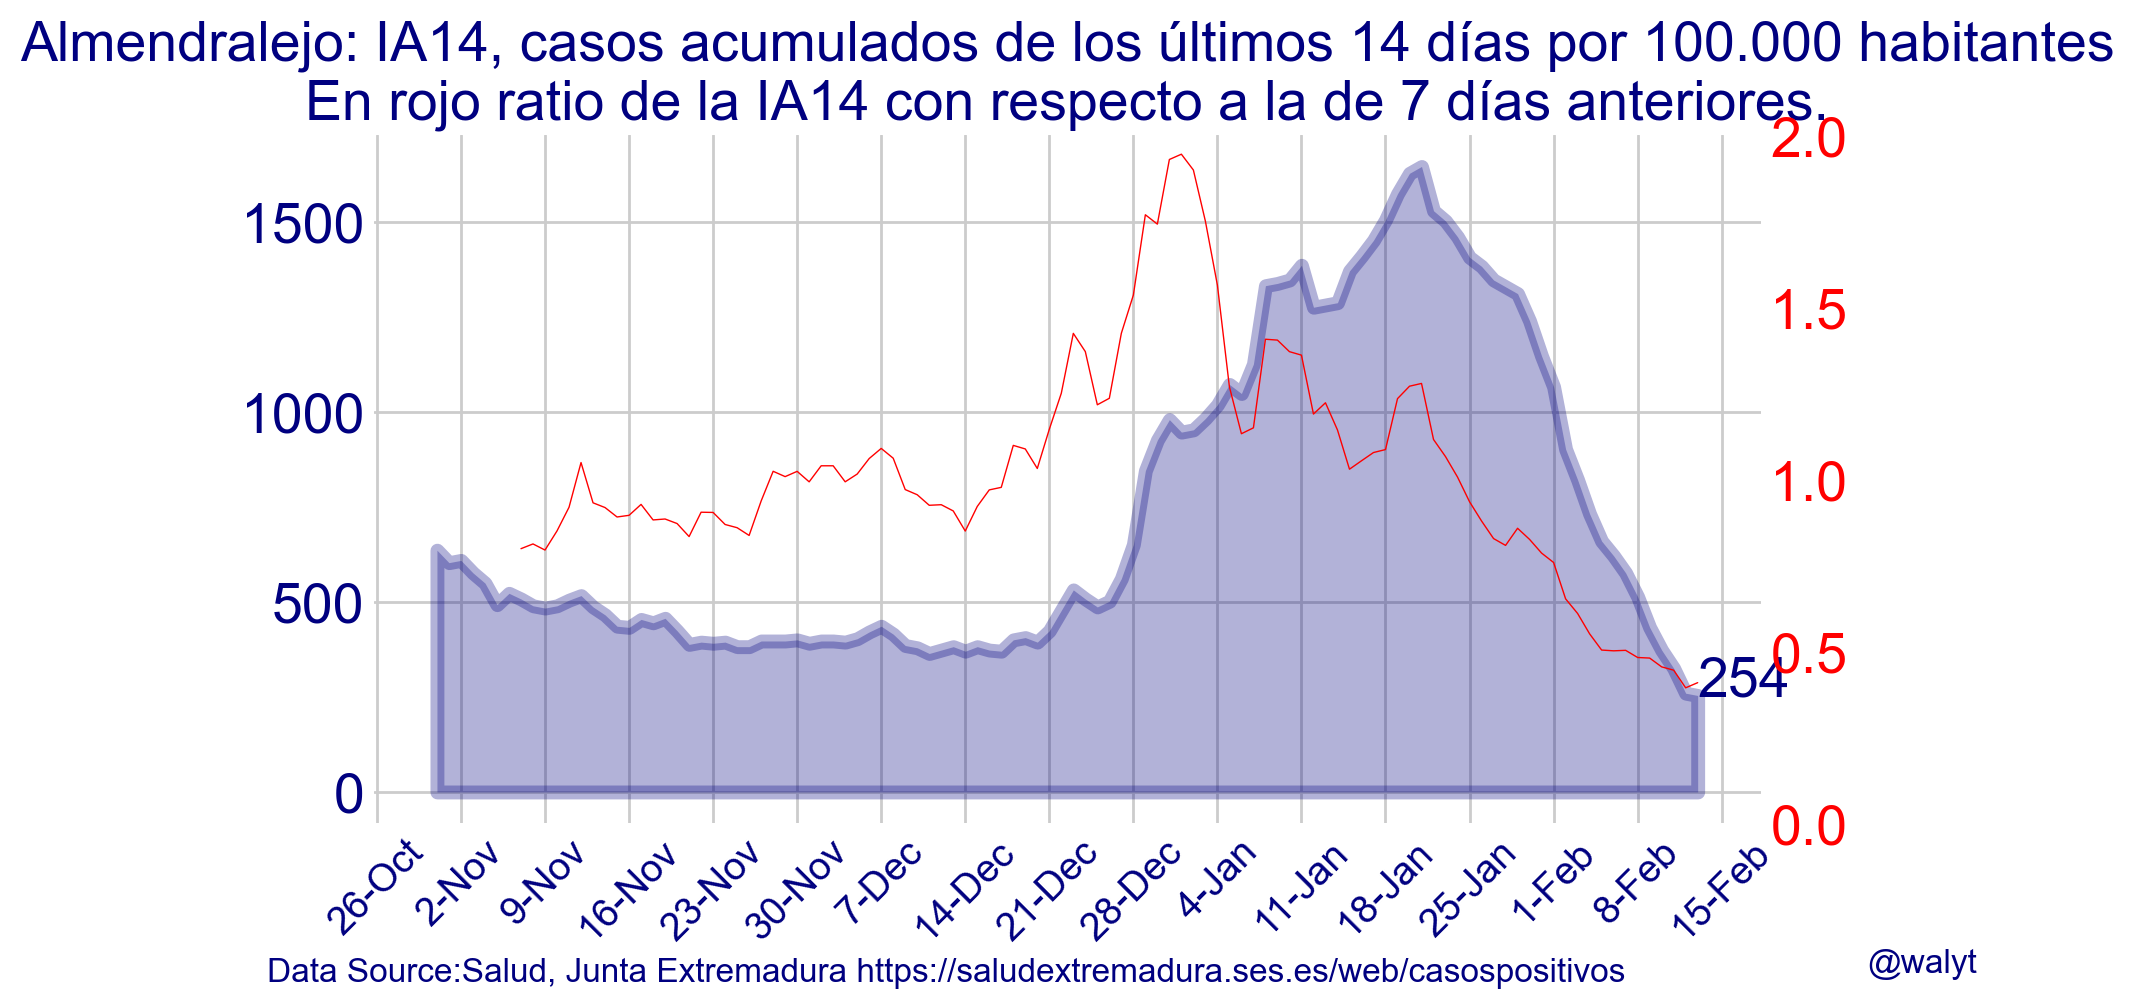 Almendralejo: IA14, casos acumulados de los últimos 14 días por 100.000 habitantes
En rojo ratio de la IA14 con respecto a la de 7 días anteriores.
2.0
1500
1.5
1000
1.0
500
0.5
254
0
0.0
26-Oct
2-Nov
9-Nov
16-Nov
23-Nov
30-Nov
7-Dec
14-Dec
21-Dec
28-Dec
4-Jan
11-Jan
18-Jan
25-Jan
1-Feb
8-Feb
15-Feb
Data Source:Salud, Junta Extremadura https://saludextremadura.ses.es/web/casospositivos
@walyt